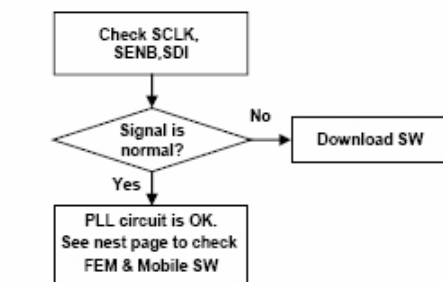 Check SCLK,
SENB,SDI
Signal is
normal?
No
Download SW
Yes
PLL circuit is OK.
See nest page to check
FEM & Mobile SW